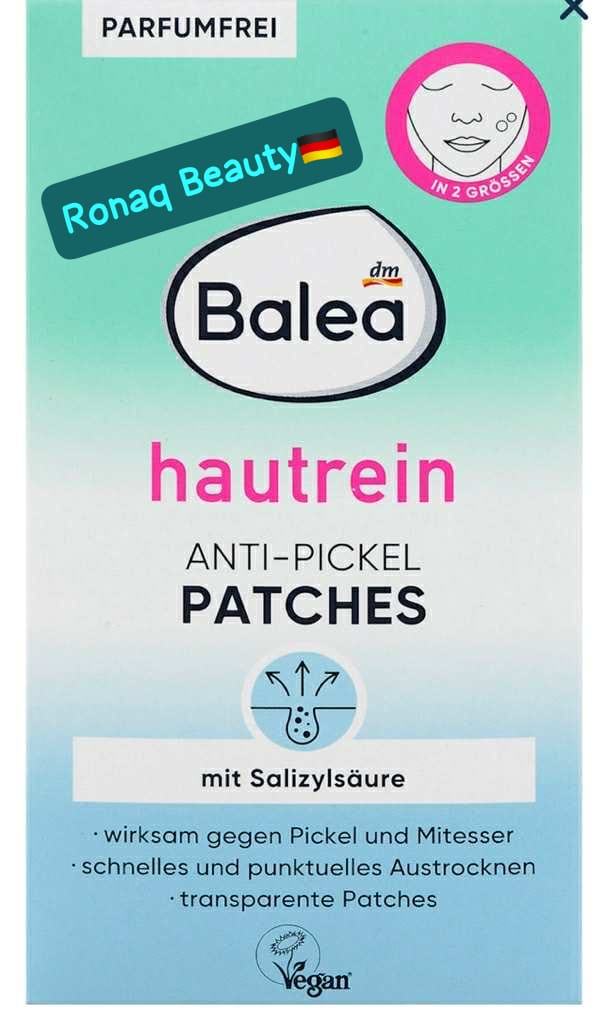 PARFUMFREI
IN 2 GRÖSSEN
Ronaq Beauty🇩🇪
dm
Balea
hautrein
ANTI-PICKEL
PATCHES
mit Salizylsäure
· wirksam gegen Pickel und Mitesser
· schnelles und punktuelles Austrocknen
· transparente Patches
Vegan